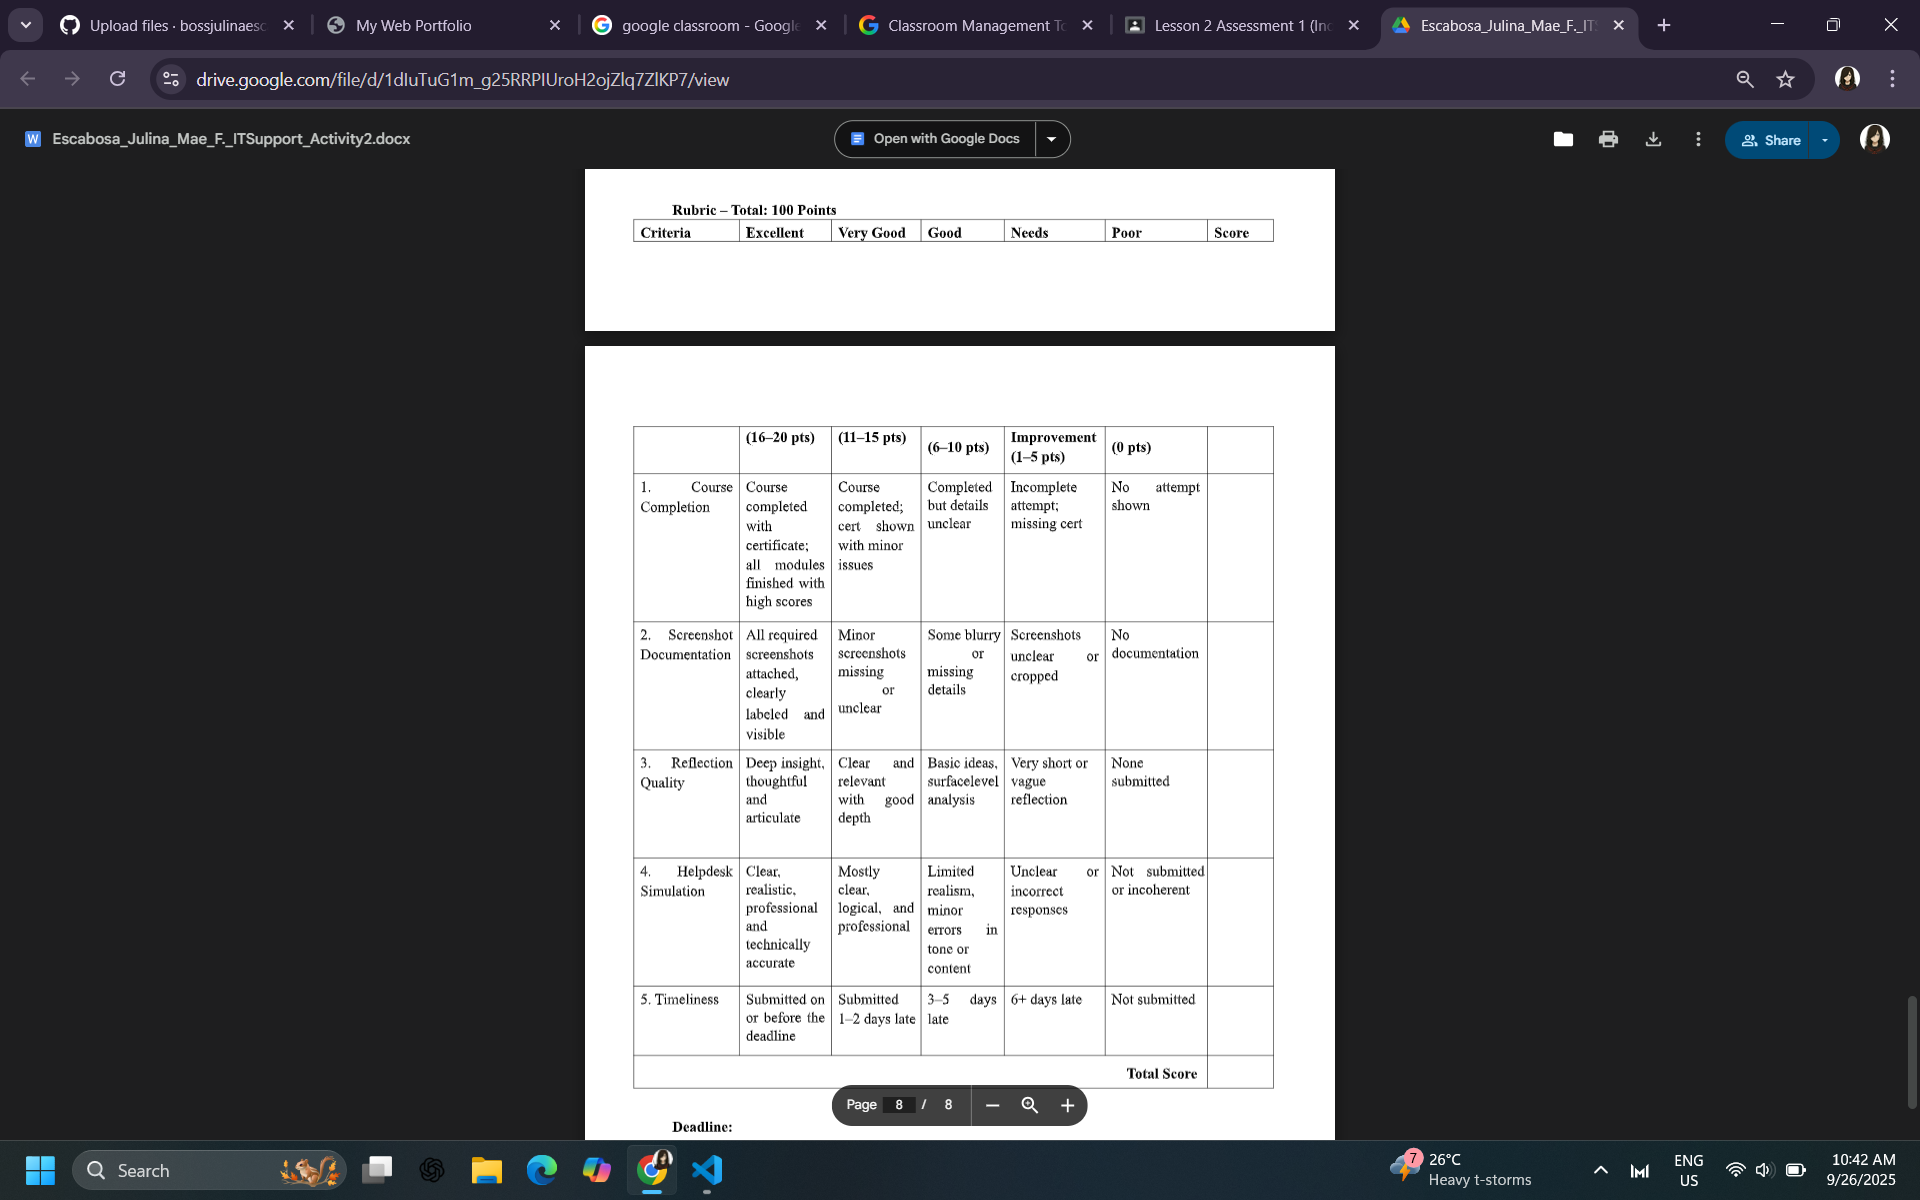 Upload files · bossjulinaesc
My Web Portfolio
google classroom - Google
Classroom Management To
Lesson 2 Assessment 1 (Inc
Escabosa_Julina_Mae_F._ITS
drive.google.com/file/d/1dIuTuG1m_g25RRPIUroH2ojZlq7ZlKP7/view
W Escabosa_Julina_Mae_F._ITSupport_Activity2.docx
Open with Google Docs
Share
Rubric – Total: 100 Points
Criteria Excellent Very Good Good Needs Poor Score
(16–20 pts) (11–15 pts) (6–10 pts) Improvement (0 pts)
(1–5 pts)
1. Course
Completion
Course
completed
with
certificate;
all modules
finished with
high scores
Course
completed;
cert shown
with minor
issues
Completed
but details
unclear
Incomplete
attempt;
missing cert
No attempt
shown
2. Screenshot
Documentation
All required
screenshots
attached,
clearly
labeled and
visible
Minor
screenshots
missing
or
unclear
Some blurry
or
missing
details
Screenshots
unclear or
cropped
No
documentation
3. Reflection
Quality
Deep insight,
thoughtful
and
articulate
Clear and
relevant
with good
depth
Basic ideas,
surfacelevel
analysis
Very short or
vague
reflection
None
submitted
4. Helpdesk
Simulation
Clear,
realistic,
professional
and
technically
accurate
Mostly
clear,
logical, and
professional
Limited
realism,
minor
errors in
tone or
content
Unclear or
incorrect
responses
Not submitted
or incoherent
5. Timeliness
Submitted on
or before the
deadline
Submitted
1–2 days late
3–5 days
late
6+ days late
Not submitted
Total Score
Page 8 / 8
Deadline:
Search
7
26°C
Heavy t-storms
ENG
US
10:42 AM
9/26/2025